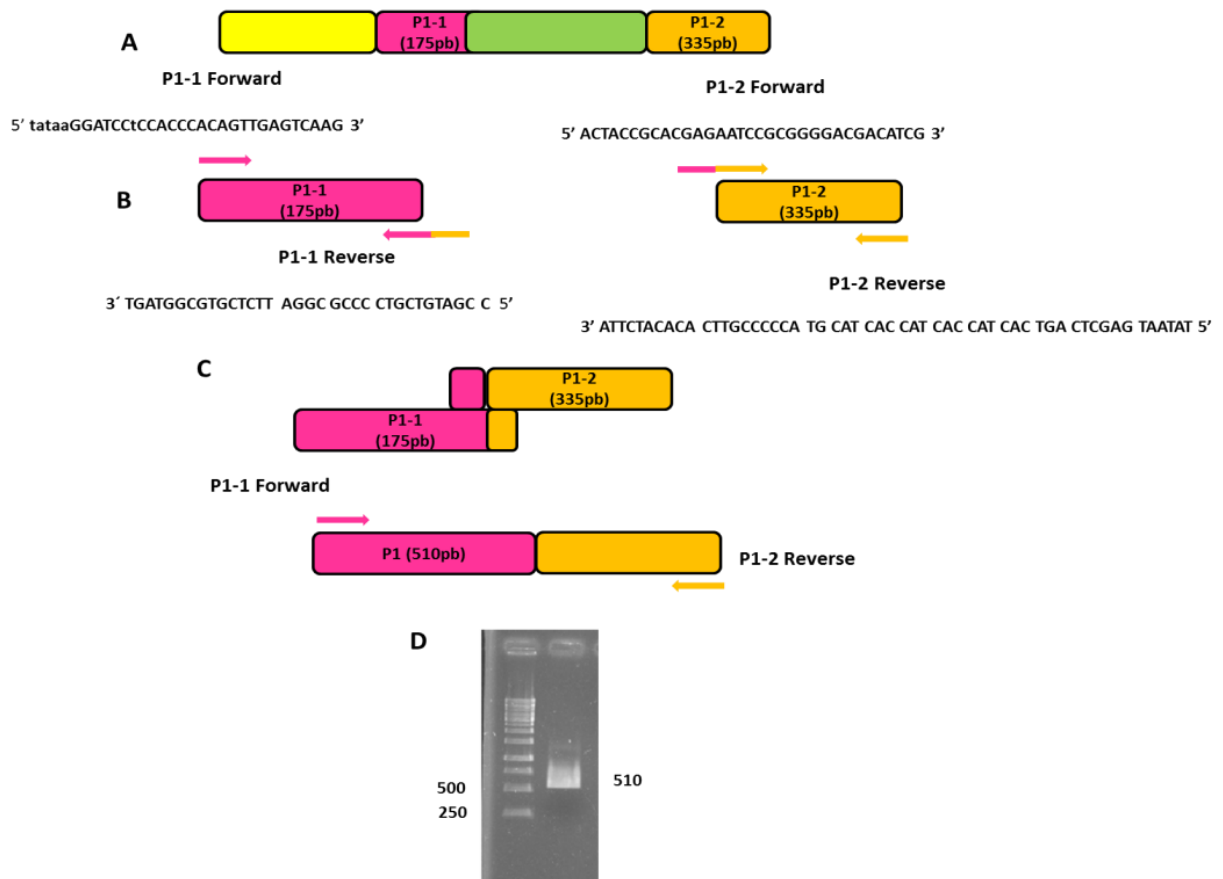 A
P1-1
(175pb)
P1-2
(335pb)
P1-1 Forward
P1-2 Forward
5’ tataaGGATCCtCCACCCACAGTTGAGTCAAG 3’
5’ ACTACCGCACGAGAATCCGCGGGGACGACATCG 3’
B
P1-1
(175pb)
P1-2
(335pb)
P1-1 Reverse
P1-2 Reverse
3´ TGATGGCGTGCTCTT AGGC GCCC CTGCTGTAGC C 5’
3’ ATTCTACACA CTTGCCCCCA TG CAT CAC CAT CAC CAT CAC TGA CTCGAG TAATAT 5’
C
P1-2
(335pb)
P1-1
(175pb)
P1-1 Forward
P1 (510pb)
P1-2 Reverse
D
510
500
250